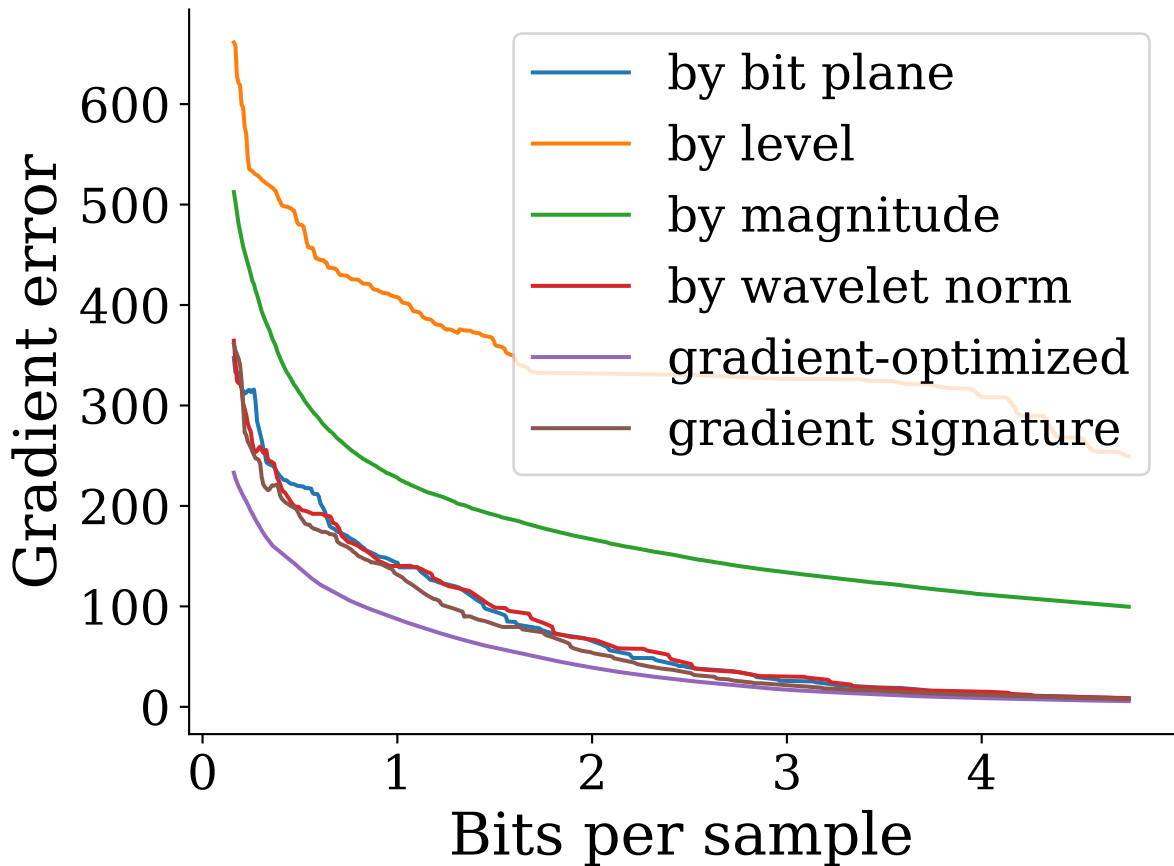 by bit plane
by level
by magnitude
by wavelet norm
gradient-optimized
gradient signature
Gradient error
600
500
400
300
200
100
0
0 1 2 3 4
Bits per sample